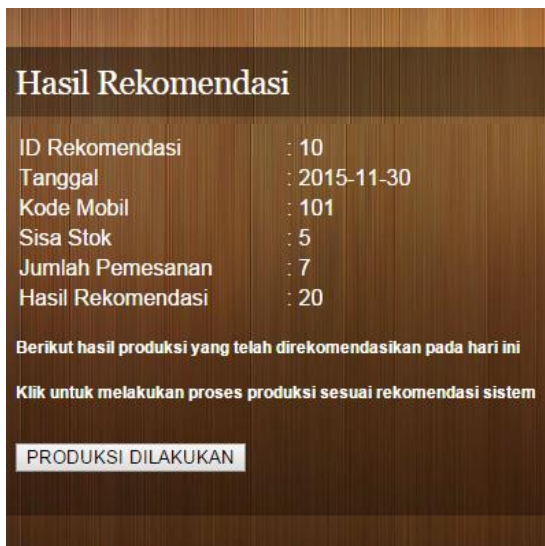 Hasil Rekomendasi
ID Rekomendasi : 10
Tanggal : 2015-11-30
Kode Mobil : 101
Sisa Stok : 5
Jumlah Pemesanan : 7
Hasil Rekomendasi : 20
Berikut hasil produksi yang telah direkomendasikan pada hari ini
Klik untuk melakukan proses produksi sesuai rekomendasi sistem
PRODUKSI DILAKUKAN